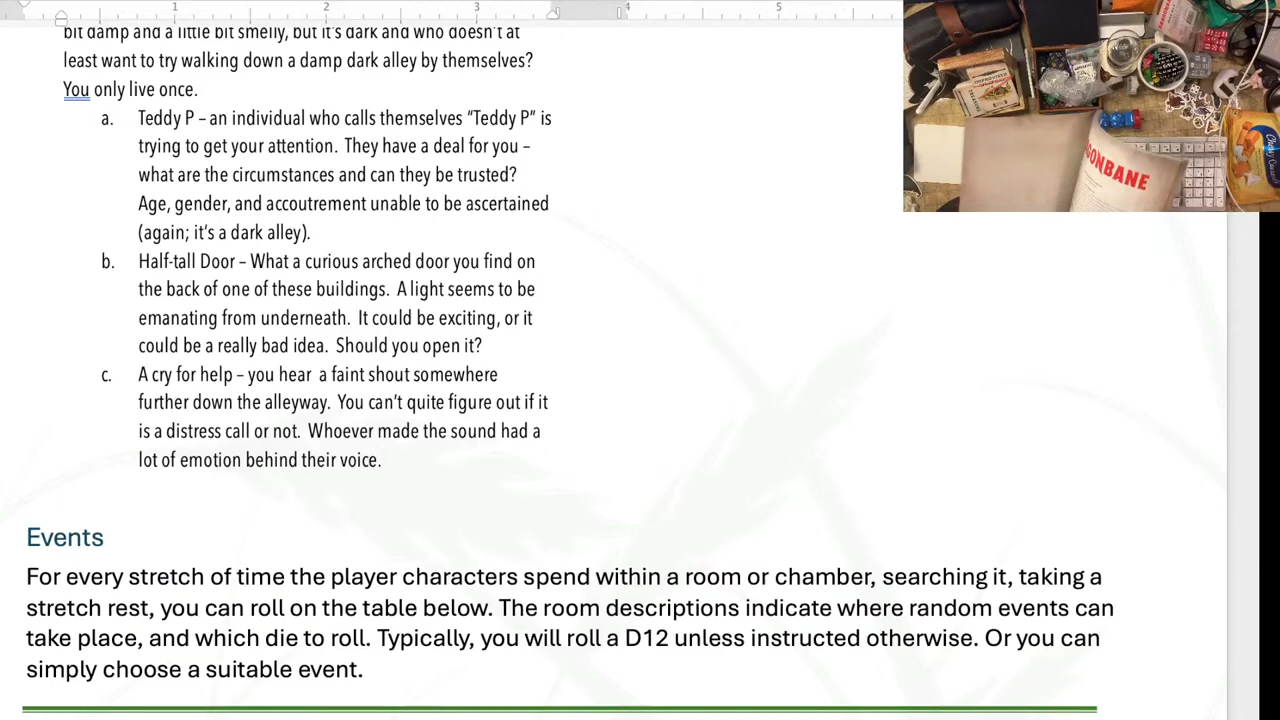 1 2 3 4 5
bit damp and a little bit smelly, but it's dark and who doesn't at
least want to try walking down a damp dark alley by themselves?
You only live once.
a. Teddy P – an individual who calls themselves "Teddy P" is
trying to get your attention. They have a deal for you –
what are the circumstances and can they be trusted?
Age, gender, and accoutrement unable to be ascertained
(again; it's a dark alley).
b. Half-tall Door – What a curious arched door you find on
the back of one of these buildings. A light seems to be
emanating from underneath. It could be exciting, or it
could be a really bad idea. Should you open it?
c. A cry for help – you hear a faint shout somewhere
further down the alleyway. You can't quite figure out if it
is a distress call or not. Whoever made the sound had a
lot of emotion behind their voice.
Events
For every stretch of time the player characters spend within a room or chamber, searching it, taking a
stretch rest, you can roll on the table below. The room descriptions indicate where random events can
take place, and which die to roll. Typically, you will roll a D12 unless instructed otherwise. Or you can
simply choose a suitable event.
GONBANE